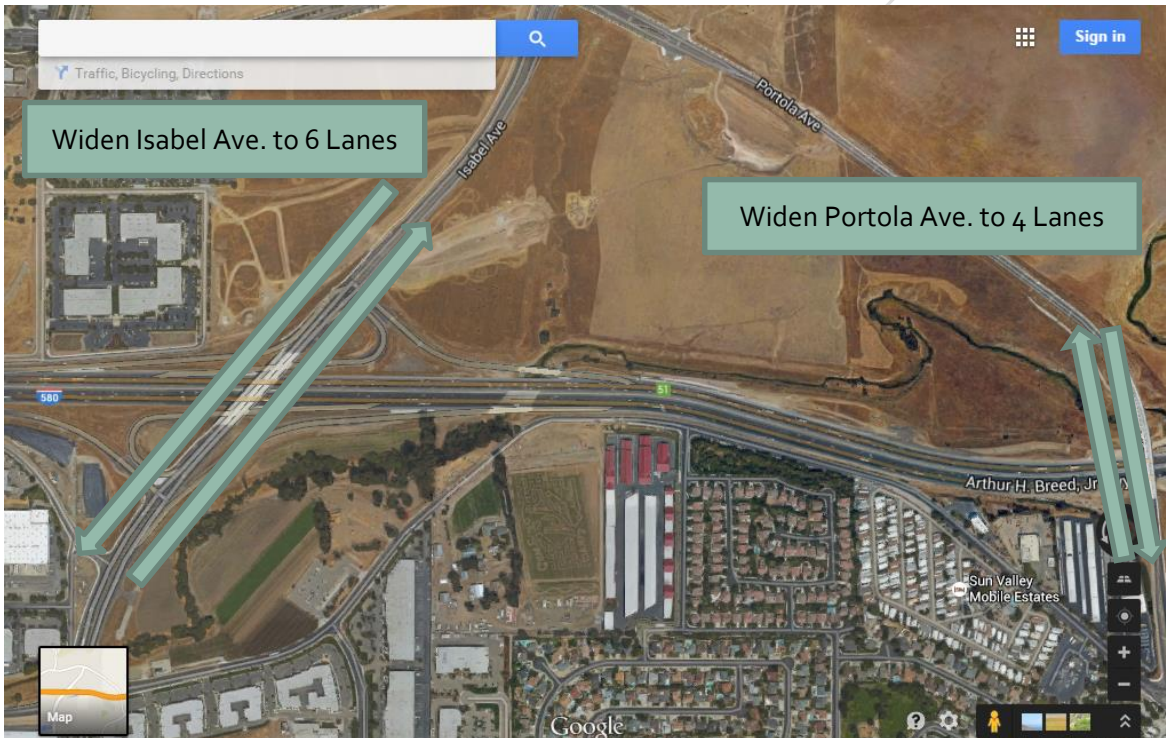 Sign in
Traffic, Bicycling, Directions
Widen Isabel Ave. to 6 Lanes
Isabel Ave
Portola Ave
Widen Portola Ave. to 4 Lanes
580
51
Arthur H. Breed, Jr
Sun Valley
Mobile Estates
Map
Google